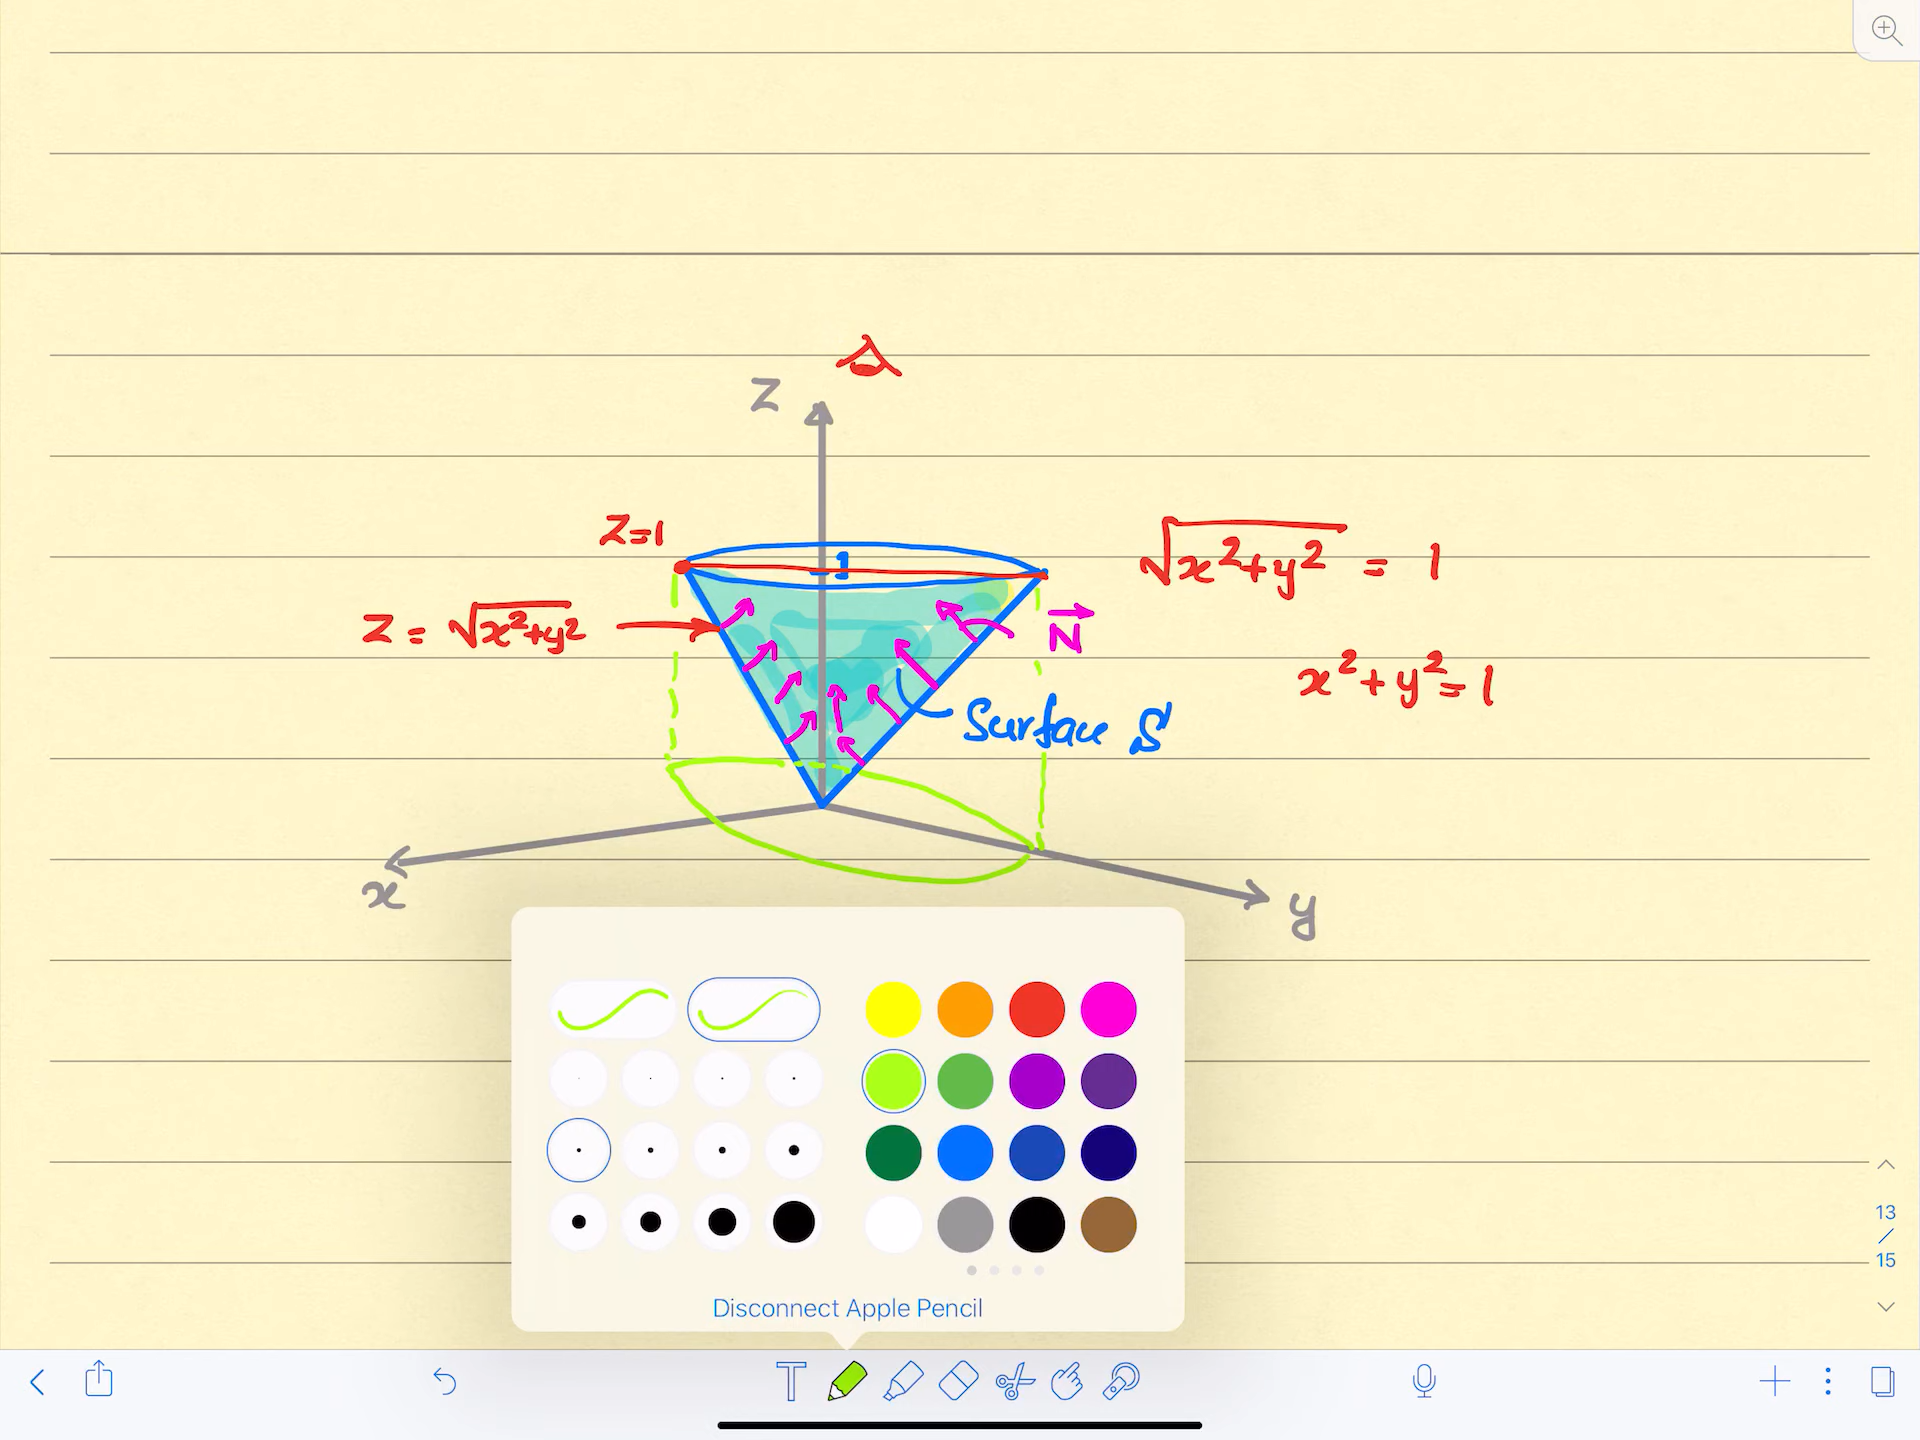 z
z=1
1
√x²+y² = 1
z = √x²+y²
N
x²+y²=1
Surface S
x
y
Disconnect Apple Pencil
13
/
15
T